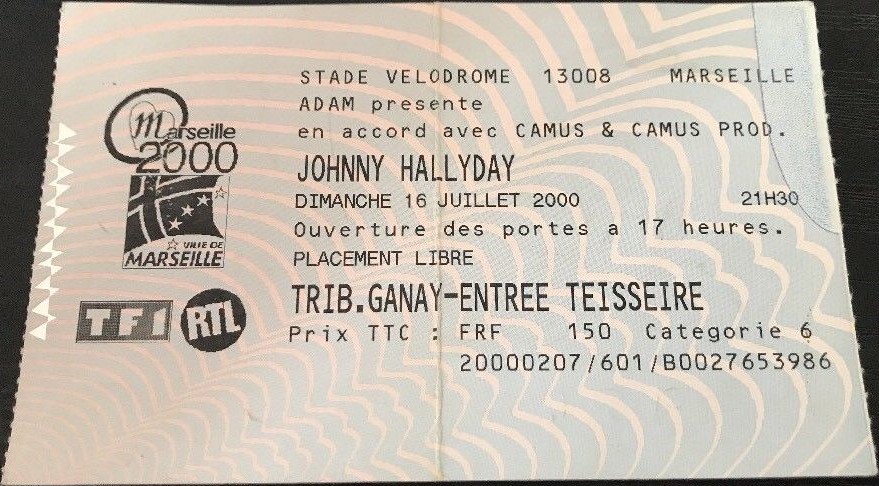 STADE VELODROME 13008 MARSEILLE
ADAM presente
en accord avec CAMUS & CAMUS PROD.
JOHNNY HALLYDAY
DIMANCHE 16 JUILLET 2000 21H30
Ouverture des portes a 17 heures.
PLACEMENT LIBRE
TRIB.GANAY-ENTREE TEISSEIRE
Prix TTC : FRF 150 Categorie 6
20000207/601/B0027653986
Marseille
2000
VILLE DE
MARSEILLE
TF1
RTL